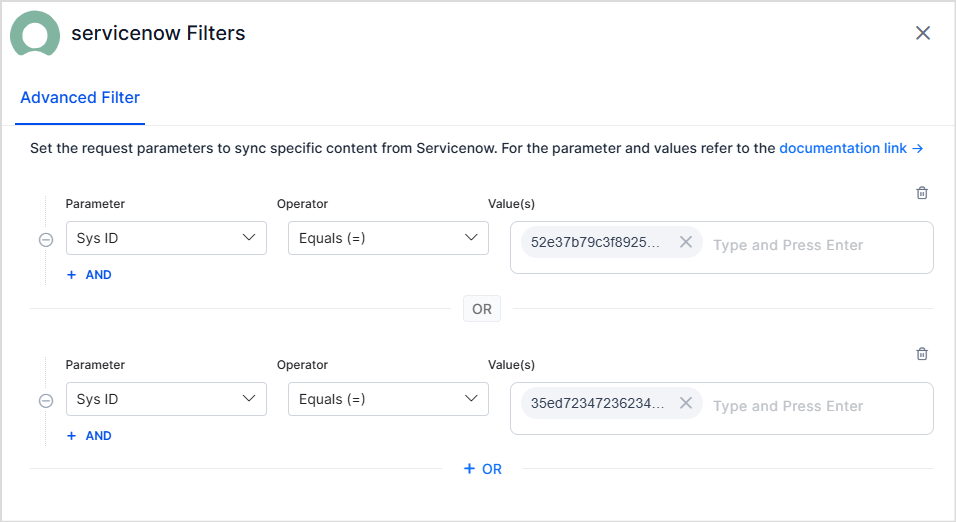 servicenow Filters
Advanced Filter
Set the request parameters to sync specific content from Servicenow. For the parameter and values refer to the documentation link →
Parameter Operator Value(s)
Sys ID Equals (=) 52e37b79c3f8925... Type and Press Enter
+ AND
OR
Parameter Operator Value(s)
Sys ID Equals (=) 35ed72347236234... Type and Press Enter
+ AND
+ OR